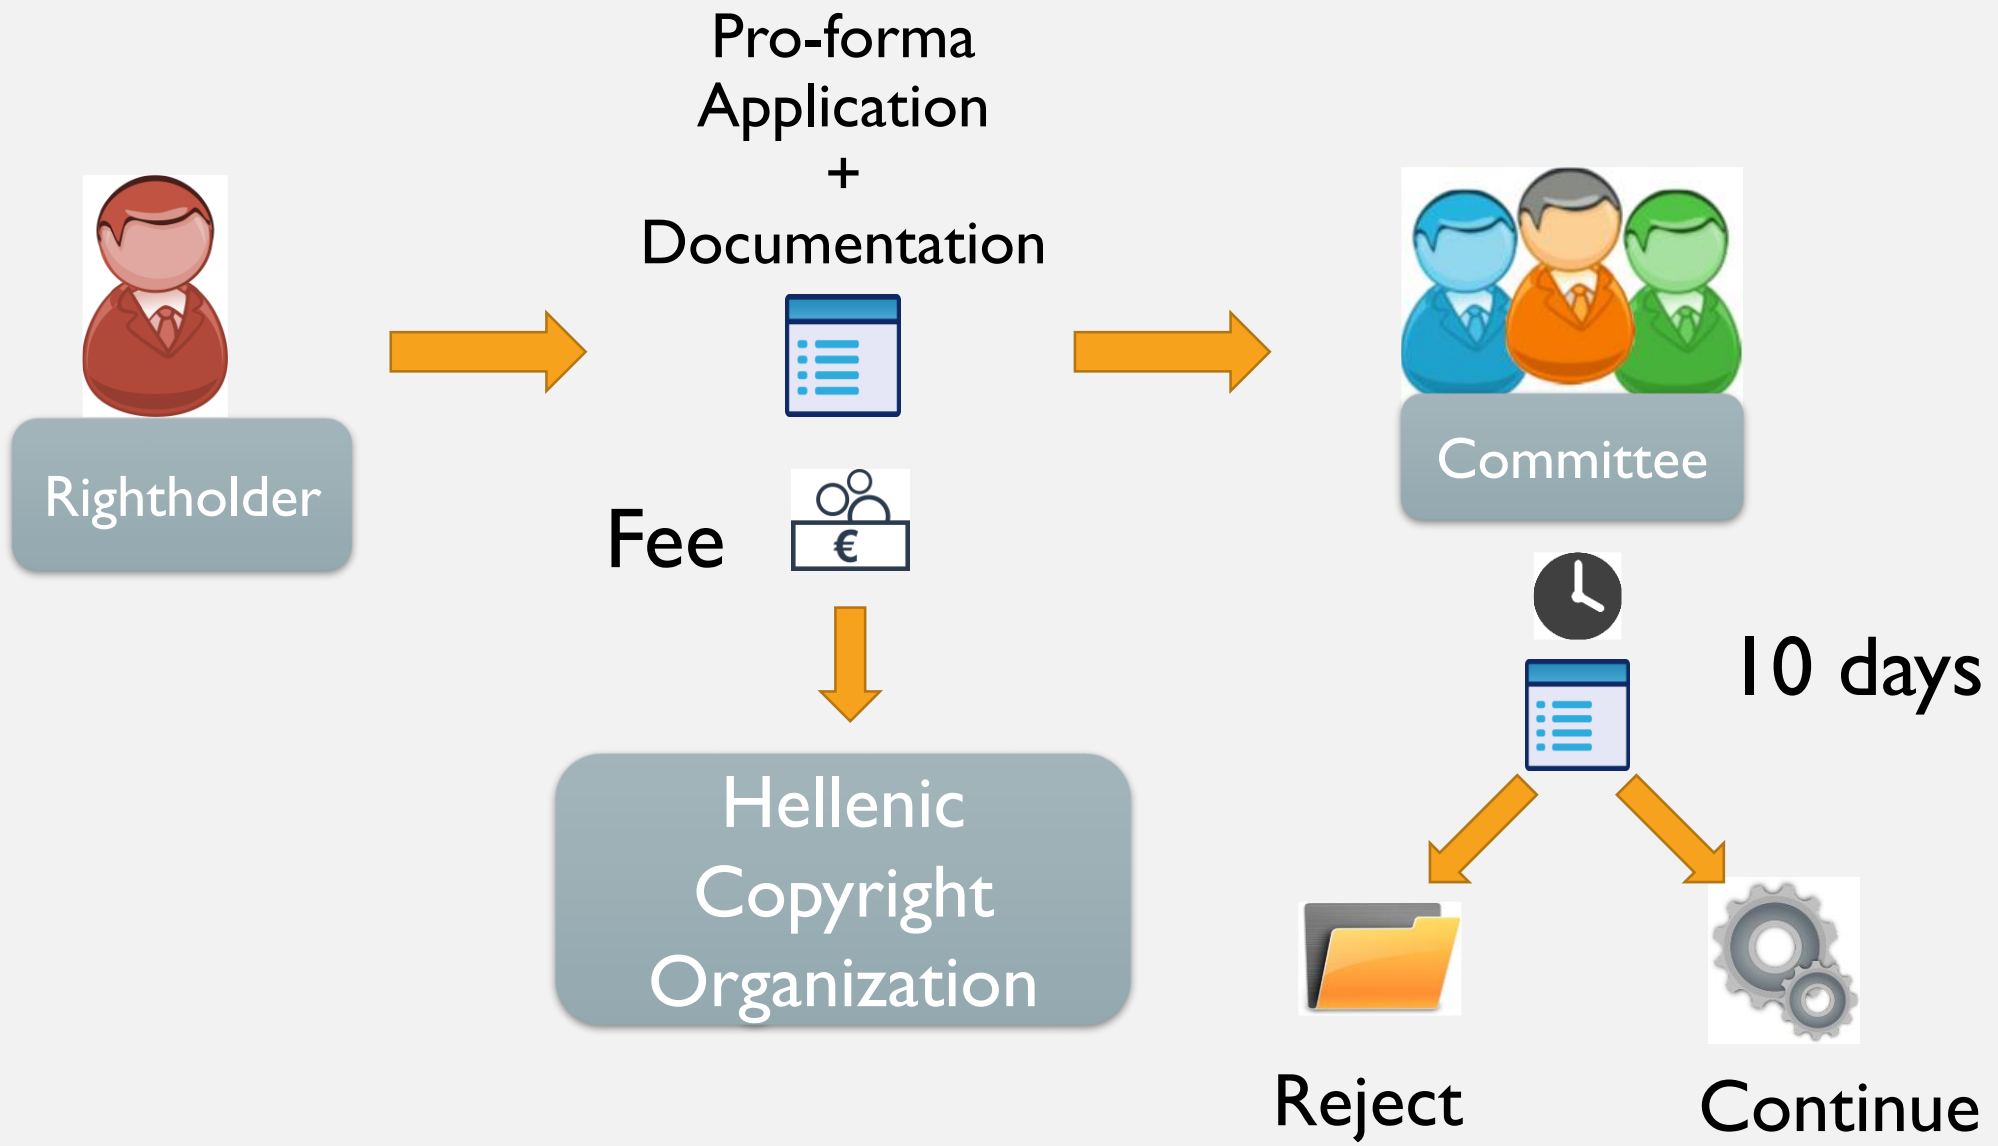 Pro-forma
Application
+
Documentation
Rightholder
Committee
Fee
€
10 days
Hellenic
Copyright
Organization
Reject
Continue